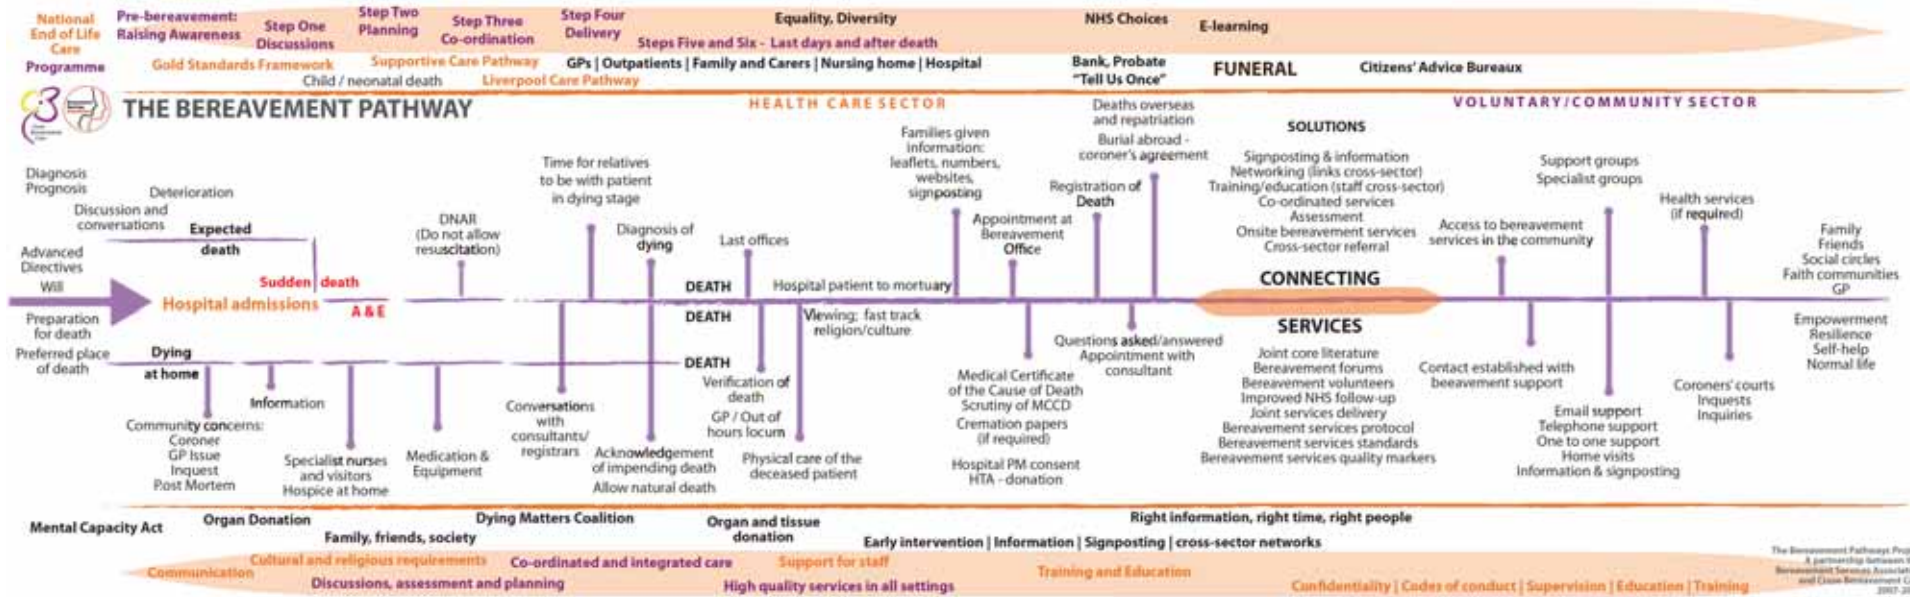 National
End of Life
Care
Programme
Pre-bereavement:
Raising Awareness
Step One
Discussions
Step Two
Planning
Step Three
Co-ordination
Step Four
Delivery
Equality, Diversity
Steps Five and Six - Last days and after death
NHS Choices
E-learning
Gold Standards Framework
Supportive Care Pathway
GPs | Outpatients | Family and Carers | Nursing home | Hospital
Child / neonatal death
Liverpool Care Pathway
Bank, Probate
"Tell Us Once"
FUNERAL
Citizens' Advice Bureaux
THE BEREAVEMENT PATHWAY
HEALTH CARE SECTOR
VOLUNTARY/COMMUNITY SECTOR
Diagnosis
Prognosis
Deterioration
Discussion and
conversations
Expected
death
Advanced
Directives
Will
Sudden death
Hospital admissions
A & E
Preparation
for death
Preferred place
of death
Dying
at home
Community concerns:
Coroner
GP Issue
Inquest
Post Mortem
Information
Specialist nurses
and visitors
Hospice at home
DNAR
(Do not allow
resuscitation)
Medication &
Equipment
Time for relatives
to be with patient
in dying stage
Conversations
with
consultants/
registrars
Diagnosis of
dying
Acknowledgement
of impending death
Allow natural death
DEATH
DEATH
DEATH
Last offices
Hospital patient to mortuary
Viewing; fast track
religion/culture
Verification of
death
GP / Out of
hours locum
Physical care of the
deceased patient
Families given
information:
leaflets, numbers,
websites,
signposting
Appointment at
Bereavement
Office
Medical Certificate
of the Cause of Death
Scrutiny of MCCD
Cremation papers
(if required)
Hospital PM consent
HTA - donation
Registration of
Death
Deaths overseas
and repatriation
Burial abroad -
coroner's agreement
Questions asked/answered
Appointment with
consultant
SOLUTIONS
Signposting & information
Networking (links cross-sector)
Training/education (staff cross-sector)
Co-ordinated services
Assessment
Onsite bereavement services
Cross-sector referral
CONNECTING
SERVICES
Joint core literature
Bereavement forums
Bereavement volunteers
Improved NHS follow-up
Joint services delivery
Bereavement services protocol
Bereavement services standards
Bereavement services quality markers
Access to bereavement
services in the community
Contact established with
beeavement support
Support groups
Specialist groups
Email support
Telephone support
One to one support
Home visits
Information & signposting
Health services
(if required)
Coroners' courts
Inquests
Inquiries
Family
Friends
Social circles
Faith communities
GP
Empowerment
Resilience
Self-help
Normal life
Mental Capacity Act
Organ Donation
Family, friends, society
Dying Matters Coalition
Organ and tissue
donation
Right information, right time, right people
Early intervention | Information | Signposting | cross-sector networks
Communication
Cultural and religious requirements
Co-ordinated and integrated care
Support for staff
Discussions, assessment and planning
High quality services in all settings
Training and Education
Confidentiality | Codes of conduct | Supervision | Education | Training
The Bereavement Pathways
A partnership between
Bereavement Services
and Cruse Bereavement